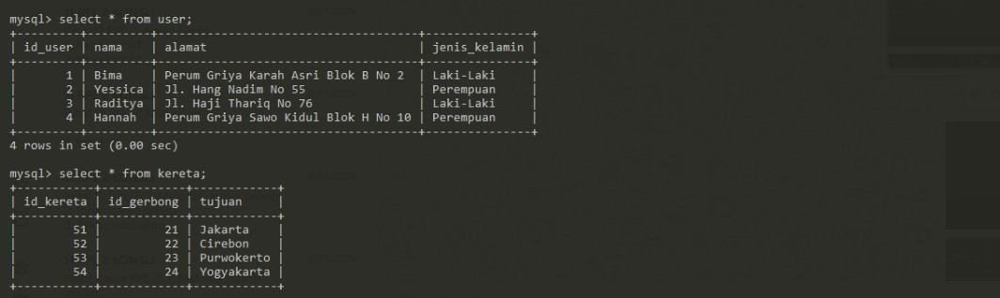 mysql> select * from user;
+---------+---------+-------------------------------------+---------------+
| id_user | nama    | alamat                              | jenis_kelamin |
+---------+---------+-------------------------------------+---------------+
|       1 | Bima    | Perum Griya Karah Asri Blok B No 2  | Laki-Laki     |
|       2 | Yessica | Jl. Hang Nadim No 55                | Perempuan     |
|       3 | Raditya | Jl. Haji Thariq No 76               | Laki-Laki     |
|       4 | Hannah  | Perum Griya Sawo Kidul Blok H No 10 | Perempuan     |
+---------+---------+-------------------------------------+---------------+
4 rows in set (0.00 sec)
mysql> select * from kereta;
+-----------+------------+------------+
| id_kereta | id_gerbong | tujuan     |
+-----------+------------+------------+
|        51 |         21 | Jakarta    |
|        52 |         22 | Cirebon    |
|        53 |         23 | Purwokerto |
|        54 |         24 | Yogyakarta |
+-----------+------------+------------+